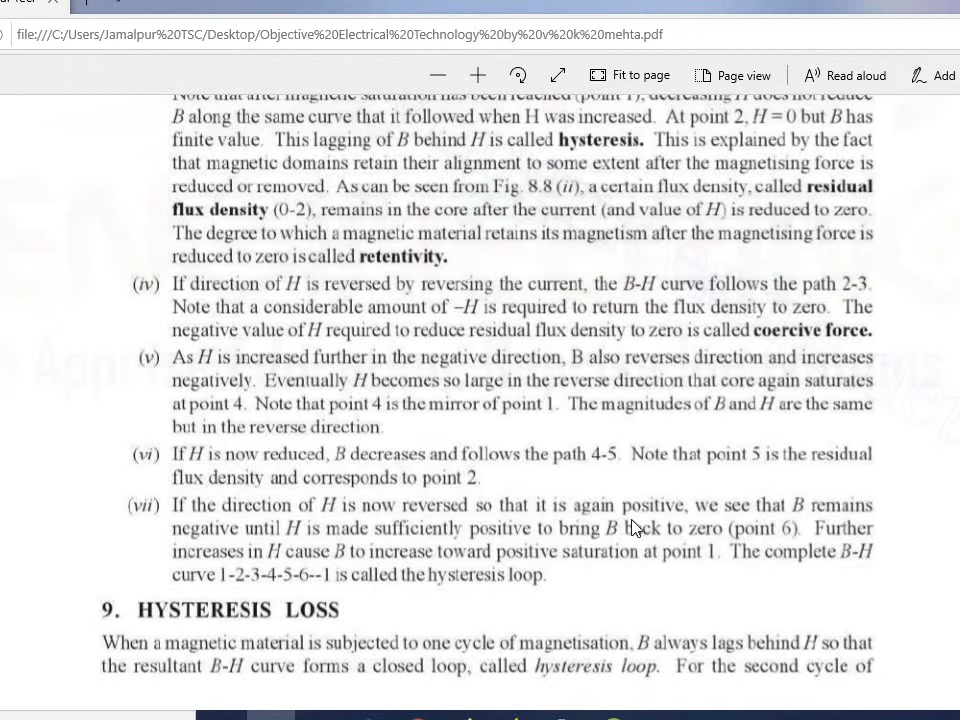 file:///C:/Users/Jamalpur%20TSC/Desktop/Objective%20Electrical%20Technology%20by%20v%20k%20mehta.pdf
Fit to page Page view Read aloud Add
Note that after magnetic saturation has been reached (point 1), decreasing H does not reduce
B along the same curve that it followed when H was increased. At point 2, H = 0 but B has
finite value. This lagging of B behind H is called hysteresis. This is explained by the fact
that magnetic domains retain their alignment to some extent after the magnetising force is
reduced or removed. As can be seen from Fig. 8.8 (ii), a certain flux density, called residual
flux density (0-2), remains in the core after the current (and value of H) is reduced to zero.
The degree to which a magnetic material retains its magnetism after the magnetising force is
reduced to zero is called retentivity.
(iv) If direction of H is reversed by reversing the current, the B-H curve follows the path 2-3.
Note that a considerable amount of –H is required to return the flux density to zero. The
negative value of H required to reduce residual flux density to zero is called coercive force.
(v) As H is increased further in the negative direction, B also reverses direction and increases
negatively. Eventually H becomes so large in the reverse direction that core again saturates
at point 4. Note that point 4 is the mirror of point 1. The magnitudes of B and H are the same
but in the reverse direction.
(vi) If H is now reduced, B decreases and follows the path 4-5. Note that point 5 is the residual
flux density and corresponds to point 2.
(vii) If the direction of H is now reversed so that it is again positive, we see that B remains
negative until H is made sufficiently positive to bring B back to zero (point 6). Further
increases in H cause B to increase toward positive saturation at point 1. The complete B-H
curve 1-2-3-4-5-6--1 is called the hysteresis loop.
9. HYSTERESIS LOSS
When a magnetic material is subjected to one cycle of magnetisation, B always lags behind H so that
the resultant B-H curve forms a closed loop, called hysteresis loop. For the second cycle of